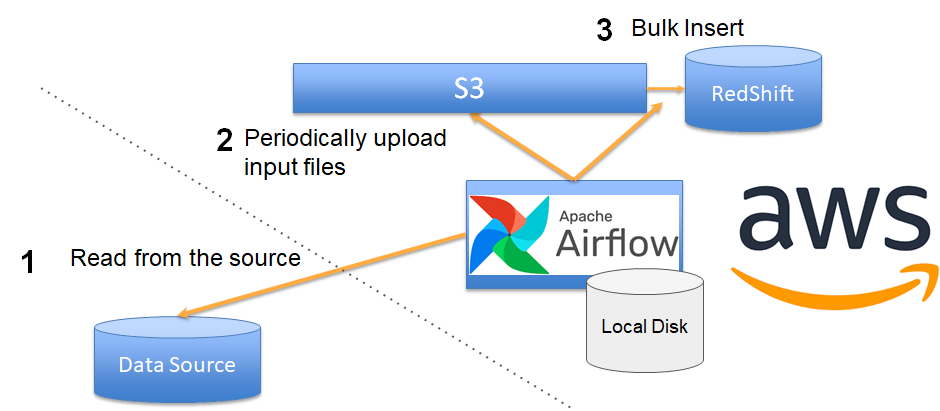 3 Bulk Insert
S3
RedShift
2 Periodically upload
input files
Apache
Airflow
aws
1 Read from the source
Local Disk
Data Source